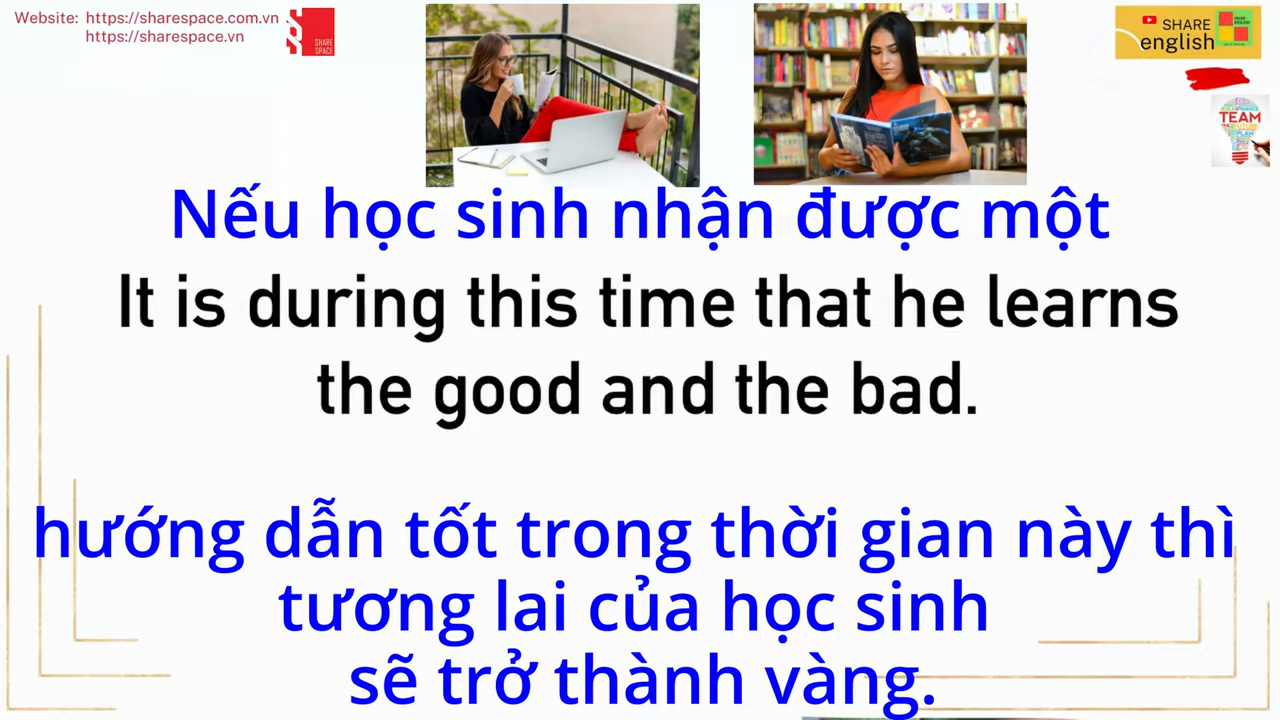 Website: https://sharespace.com.vn
https://sharespace.vn
SHARE
SPACE
SHARE
english
TEAM
PLAN
Nếu học sinh nhận được một
It is during this time that he learns
the good and the bad.
hướng dẫn tốt trong thời gian này thì
tương lai của học sinh
sẽ trở thành vàng.